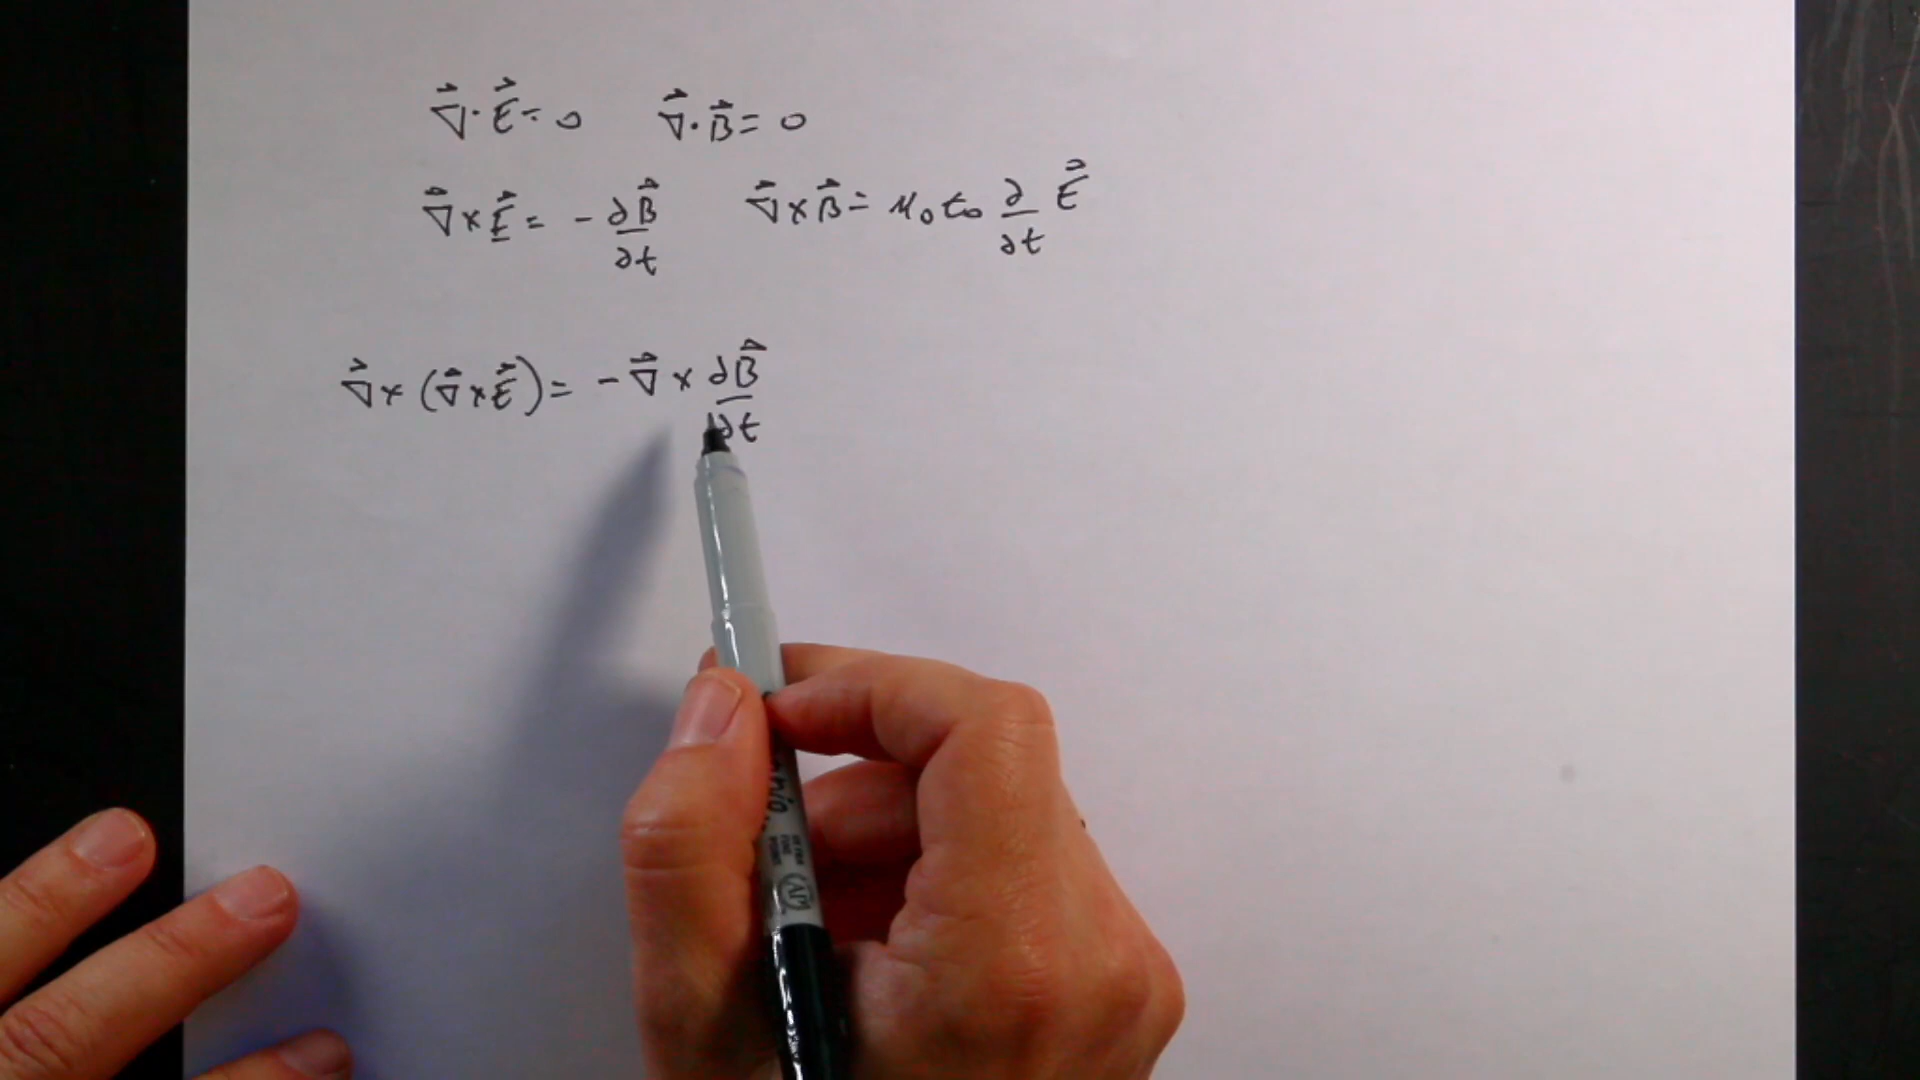 ∇⃗·E⃗ = 0   ∇⃗·B⃗ = 0
∇⃗×E⃗ = -∂B⃗/∂t   ∇⃗×B⃗ = μ₀ε₀ ∂/∂t E⃗
∇⃗×(∇⃗×E⃗) = -∇⃗×∂B⃗/∂t